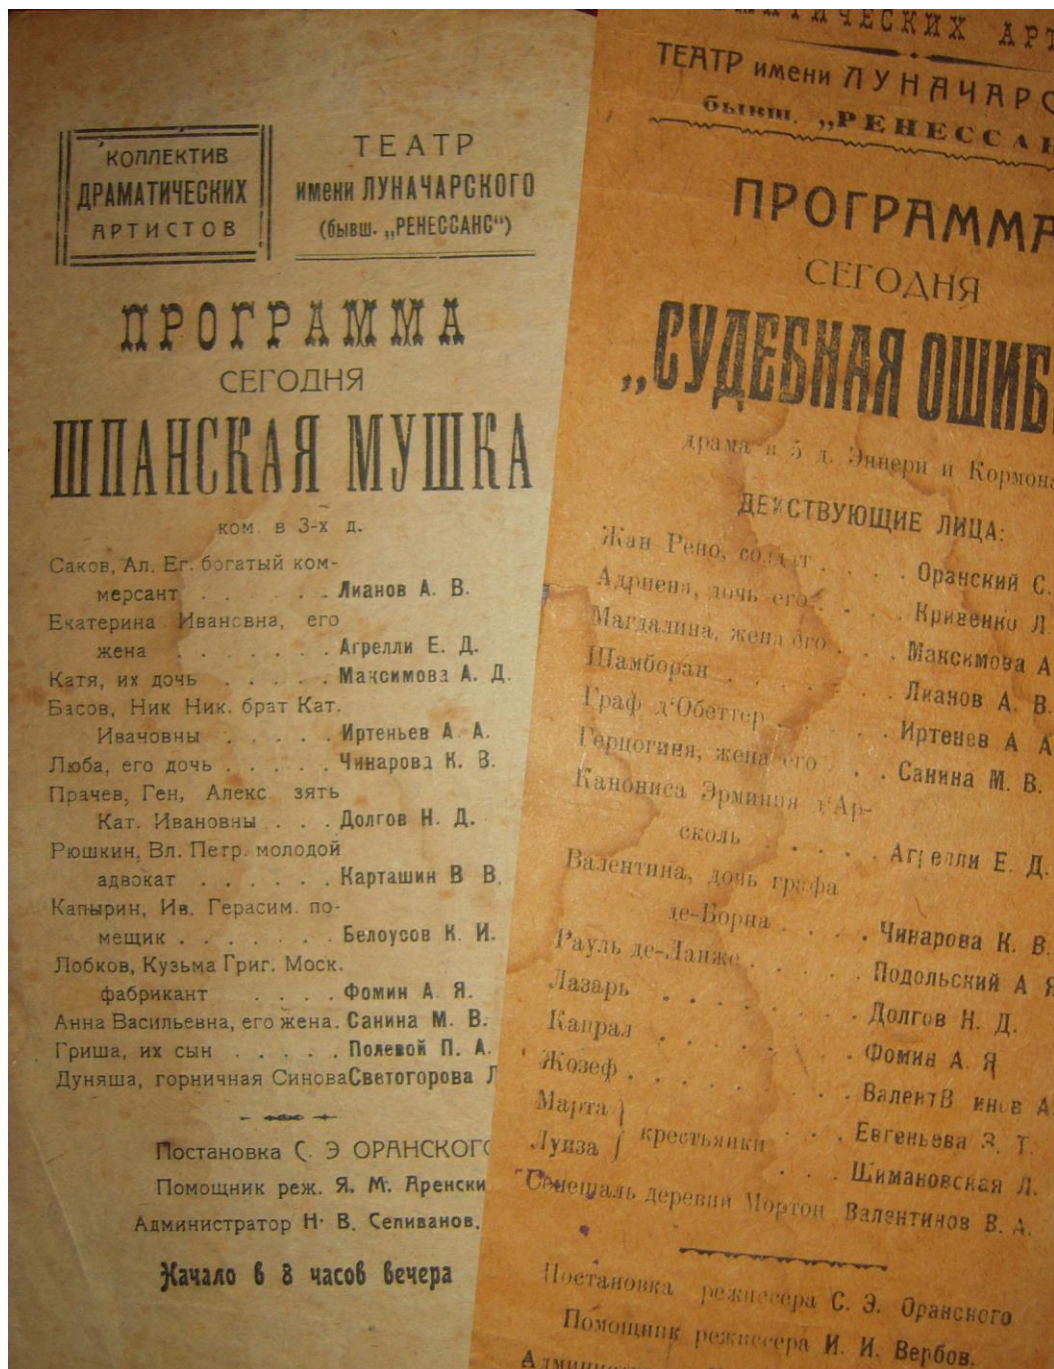 КОЛЛЕКТИВ
ДРАМАТИЧЕСКИХ
АРТИСТОВ
ТЕАТР
имени ЛУНАЧАРСКОГО
(бывш. „РЕНЕССАНС“)
ПРОГРАММА
СЕГОДНЯ
ШПАНСКАЯ МУШКА
ком. в 3-х д.
Саков, Ал. Ег. богатый ком-
мерсант . . . . . . Лианов А. В.
Екатерина Ивановна, его
жена . . . . . . . Агрелли Е. Д.
Катя, их дочь . . . . . Максимова А. Д.
Басов, Ник Ник. брат Кат.
Ивановны . . . . . Иртеньев А. А.
Люба, его дочь . . . . . Чинарова К. В.
Прачев, Ген, Алекс. зять
Кат. Ивановны . . . Долгов Н. Д.
Рюшкин, Вл. Петр. молодой
адвокат . . . . . . Карташин В В.
Капырин, Ив. Герасим. по-
мещик . . . . . . . Белоусов К. И.
Лобков, Кузьма Григ. Моск.
фабрикант . . . . Фомин А. Я.
Анна Васильевна, его жена. Санина М. В.
Гриша, их сын . . . . . Полевой П. А.
Дуняша, горничная Синова Светогорова Л
Постановка С. Э ОРАНСКОГО
Помощник реж. Я. М. Аренски
Администратор Н. В. Селиванов.
Начало в 8 часов вечера
АРТ
ТЕАТР имени ЛУНАЧАРС
бывш. „РЕНЕССАН
ПРОГРАММА
СЕГОДНЯ
„СУДЕБНАЯ ОШИБ
драма в 5 д. Эннери и Кормона
ДЕЙСТВУЮЩИЕ ЛИЦА:
Жан Рено, солдат . . . . Оранский С.
Адриена, дочь его . . . . Кривенко Л
Магдалина, жена его . . . Максимова А
Шамборан . . . . . . . Лианов А. В.
Граф д'Обеттер . . . . . Иртенев А А
Герцогиня, жена его . . . Санина М. В.
Канониса Эрминия д'Ар-
сколь . . . . . Агрелли Е. Д.
Валентина, дочь графа
де-Борна . . . . Чинарова К. В.
Рауль де-Ланже . . . . . Подольский А Я
Лазарь . . . . . . . . Долгов Н. Д.
Капрал . . . . . . . . Фомин А. Я
Жозеф . . . . . . . . ВалентВ инов А
Марта } крестьянки . . . Евгеньева З. Т.
Луиза } . . . Шимановская Л.
Сенешаль деревни Мортон Валентинов В. А.
Постановка режиссера С. Э. Оранского
Помощник режиссера И. И. Вербов.